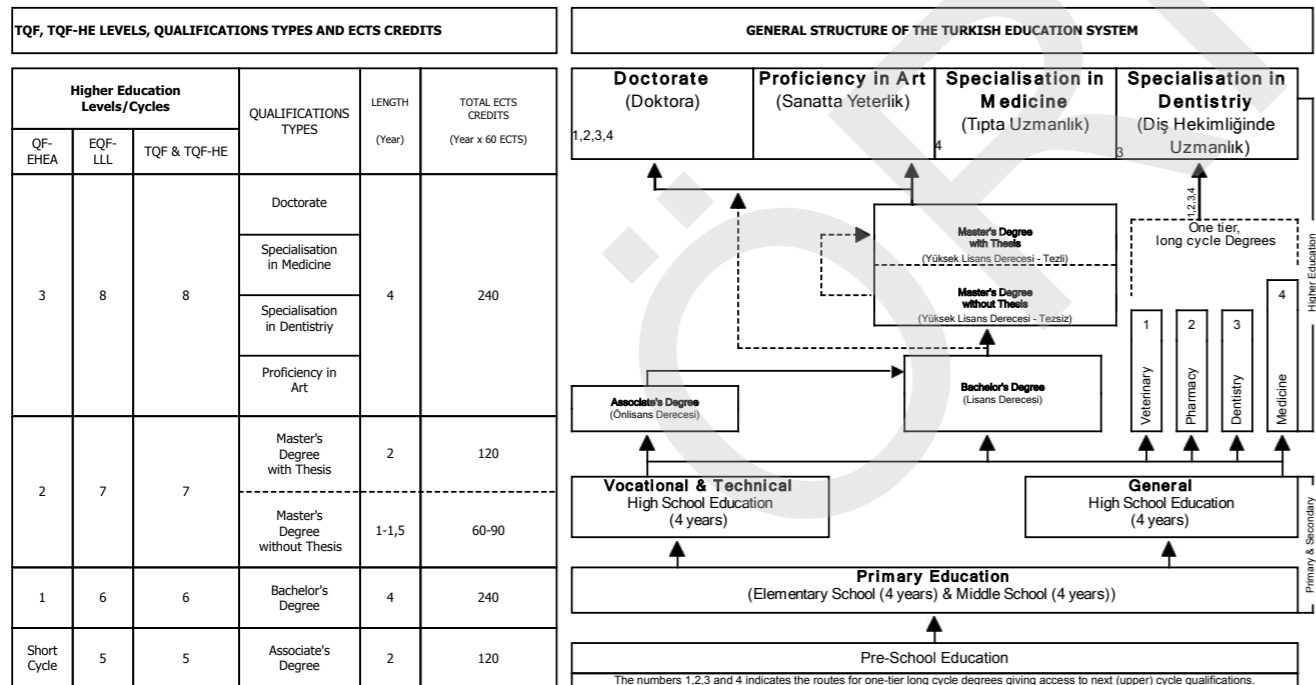 TQF, TQF-HE LEVELS, QUALIFICATIONS TYPES AND ECTS CREDITS
Higher Education
Levels/Cycles
QUALIFICATIONS
TYPES
LENGTH
(Year)
TOTAL ECTS
CREDITS
(Year x 60 ECTS)
QF-
EHEA
EQF-
LLL
TQF & TQF-HE
3
8
8
Doctorate
Specialisation
in Medicine
Specialisation
in Dentistriy
Proficiency in
Art
4
240
2
7
7
Master's
Degree
with Thesis
2
120
Master's
Degree
without Thesis
1-1,5
60-90
1
6
6
Bachelor's
Degree
4
240
Short
Cycle
5
5
Associate's
Degree
2
120
GENERAL STRUCTURE OF THE TURKISH EDUCATION SYSTEM
Doctorate
(Doktora)
1,2,3,4
Proficiency in Art
(Sanatta Yeterlik)
Specialisation in
Medicine
(Tıpta Uzmanlık)
4
Specialisation in
Dentistriy
(Diş Hekimliğinde
Uzmanlık)
3
Master's Degree
with Thesis
(Yüksek Lisans Derecesi - Tezli)
Master's Degree
without Thesis
(Yüksek Lisans Derecesi - Tezsiz)
1,2,3,4
One tier,
long cycle Degrees
1
Veterinary
2
Pharmacy
3
Dentistry
4
Medicine
Higher Education
Associate's Degree
(Önlisans Derecesi)
Bachelor's Degree
(Lisans Derecesi)
Vocational & Technical
High School Education
(4 years)
General
High School Education
(4 years)
Primary & Secondary
Primary Education
(Elementary School (4 years) & Middle School (4 years))
Pre-School Education
The numbers 1,2,3 and 4 indicates the routes for one-tier long cycle degrees giving access to next (upper) cycle qualifications.